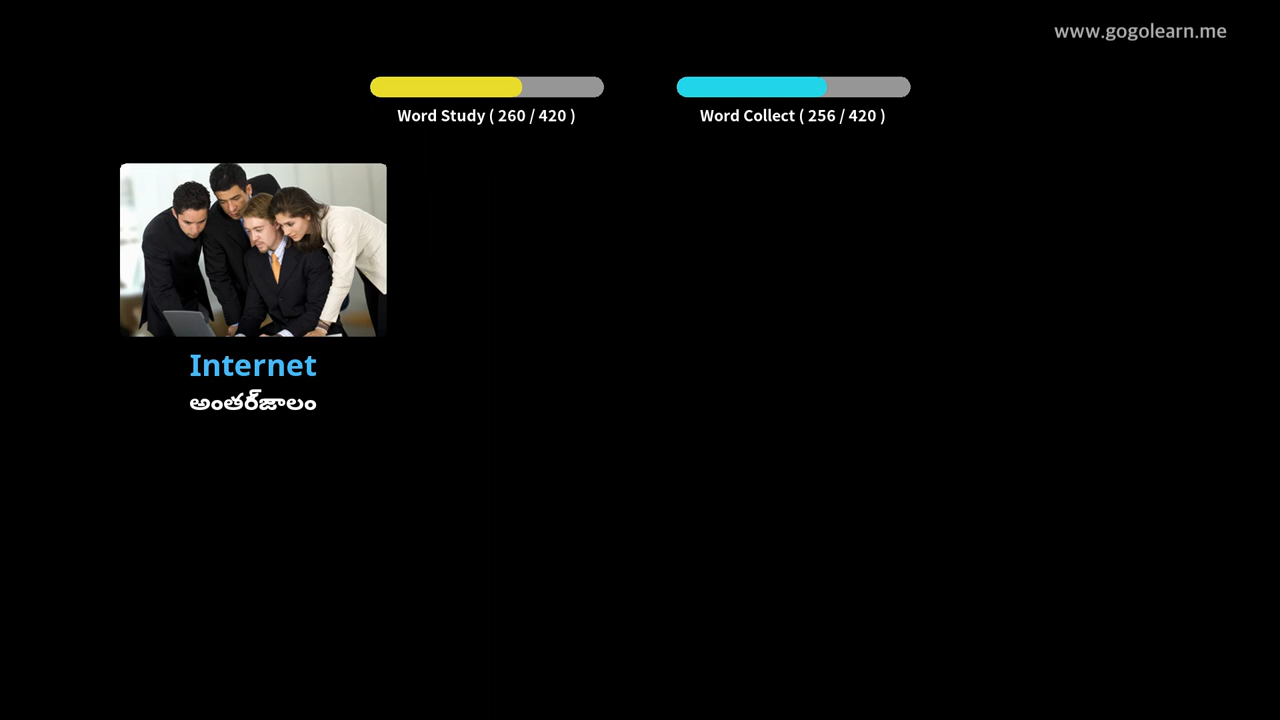 www.gogolearn.me
Word Study ( 260 / 420 )
Word Collect ( 256 / 420 )
Internet
అంతర్‌జాలం